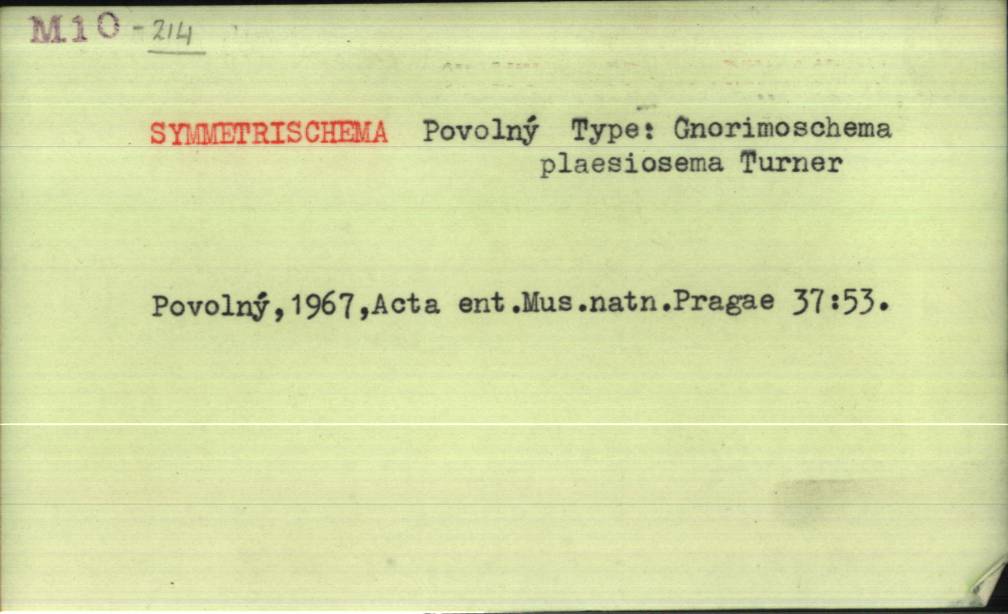 M10-214
SYMMETRISCHEMA Povolný Type: Gnorimoschema
plaesiosema Turner
Povolný,1967,Acta ent.Mus.natn.Pragae 37:53.